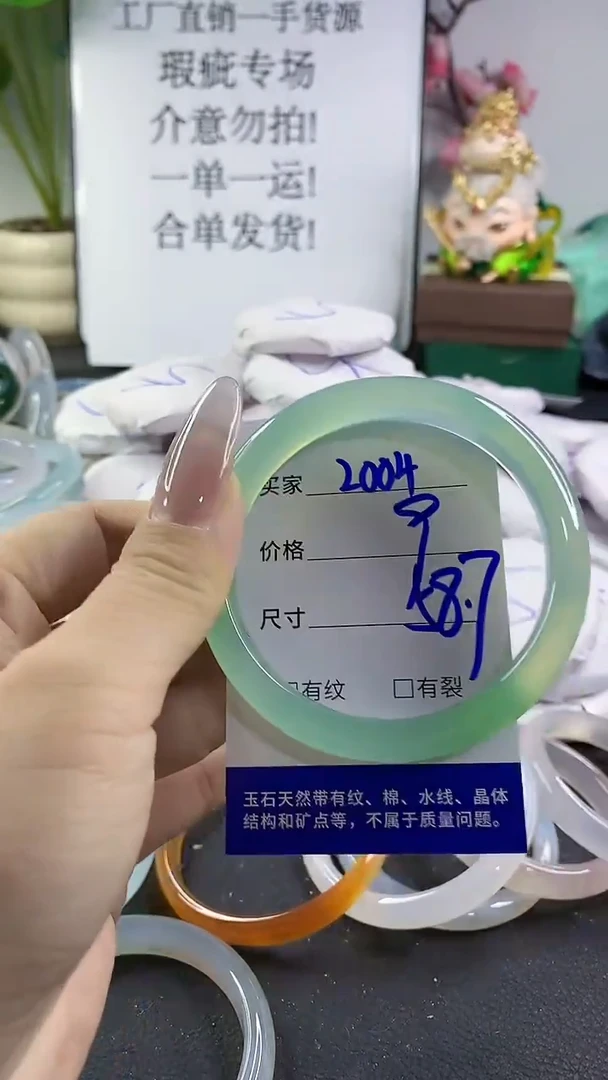 工厂直销一手货源
瑕疵专场
介意勿拍!
一单一运!
合单发货!
买家 2004
价格
尺寸 58.7
有纹 □有裂
玉石天然带有纹、棉、水线、晶体
结构和矿点等，不属于质量问题。